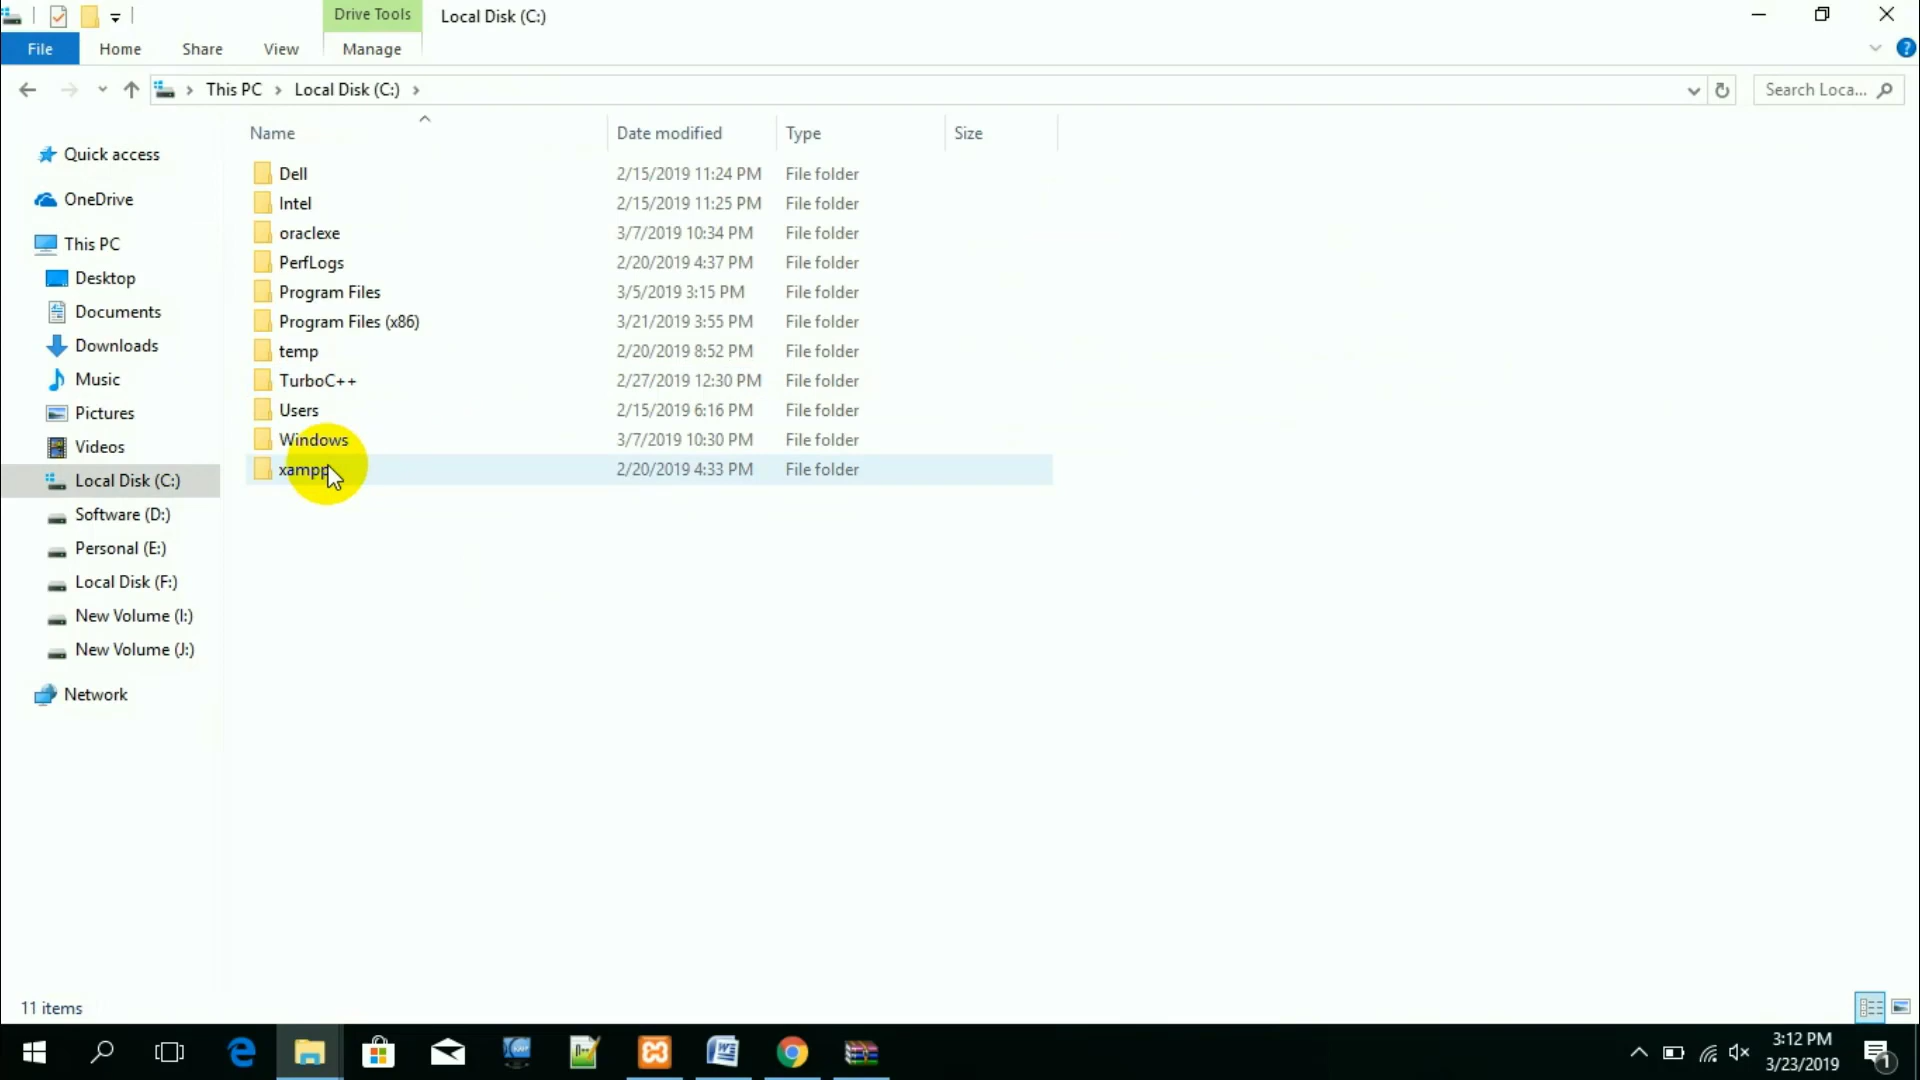 Drive Tools
Local Disk (C:)
File
Home
Share
View
Manage
This PC
Local Disk (C:)
Search Loca...
Name
Date modified
Type
Size
Quick access
OneDrive
This PC
Desktop
Documents
Downloads
Music
Pictures
Videos
Local Disk (C:)
Software (D:)
Personal (E:)
Local Disk (F:)
New Volume (I:)
New Volume (J:)
Network
Dell 2/15/2019 11:24 PM File folder
Intel 2/15/2019 11:25 PM File folder
oraclexe 3/7/2019 10:34 PM File folder
PerfLogs 2/20/2019 4:37 PM File folder
Program Files 3/5/2019 3:15 PM File folder
Program Files (x86) 3/21/2019 3:55 PM File folder
temp 2/20/2019 8:52 PM File folder
TurboC++ 2/27/2019 12:30 PM File folder
Users 2/15/2019 6:16 PM File folder
Windows 3/7/2019 10:30 PM File folder
xampp 2/20/2019 4:33 PM File folder
11 items
3:12 PM
3/23/2019
1